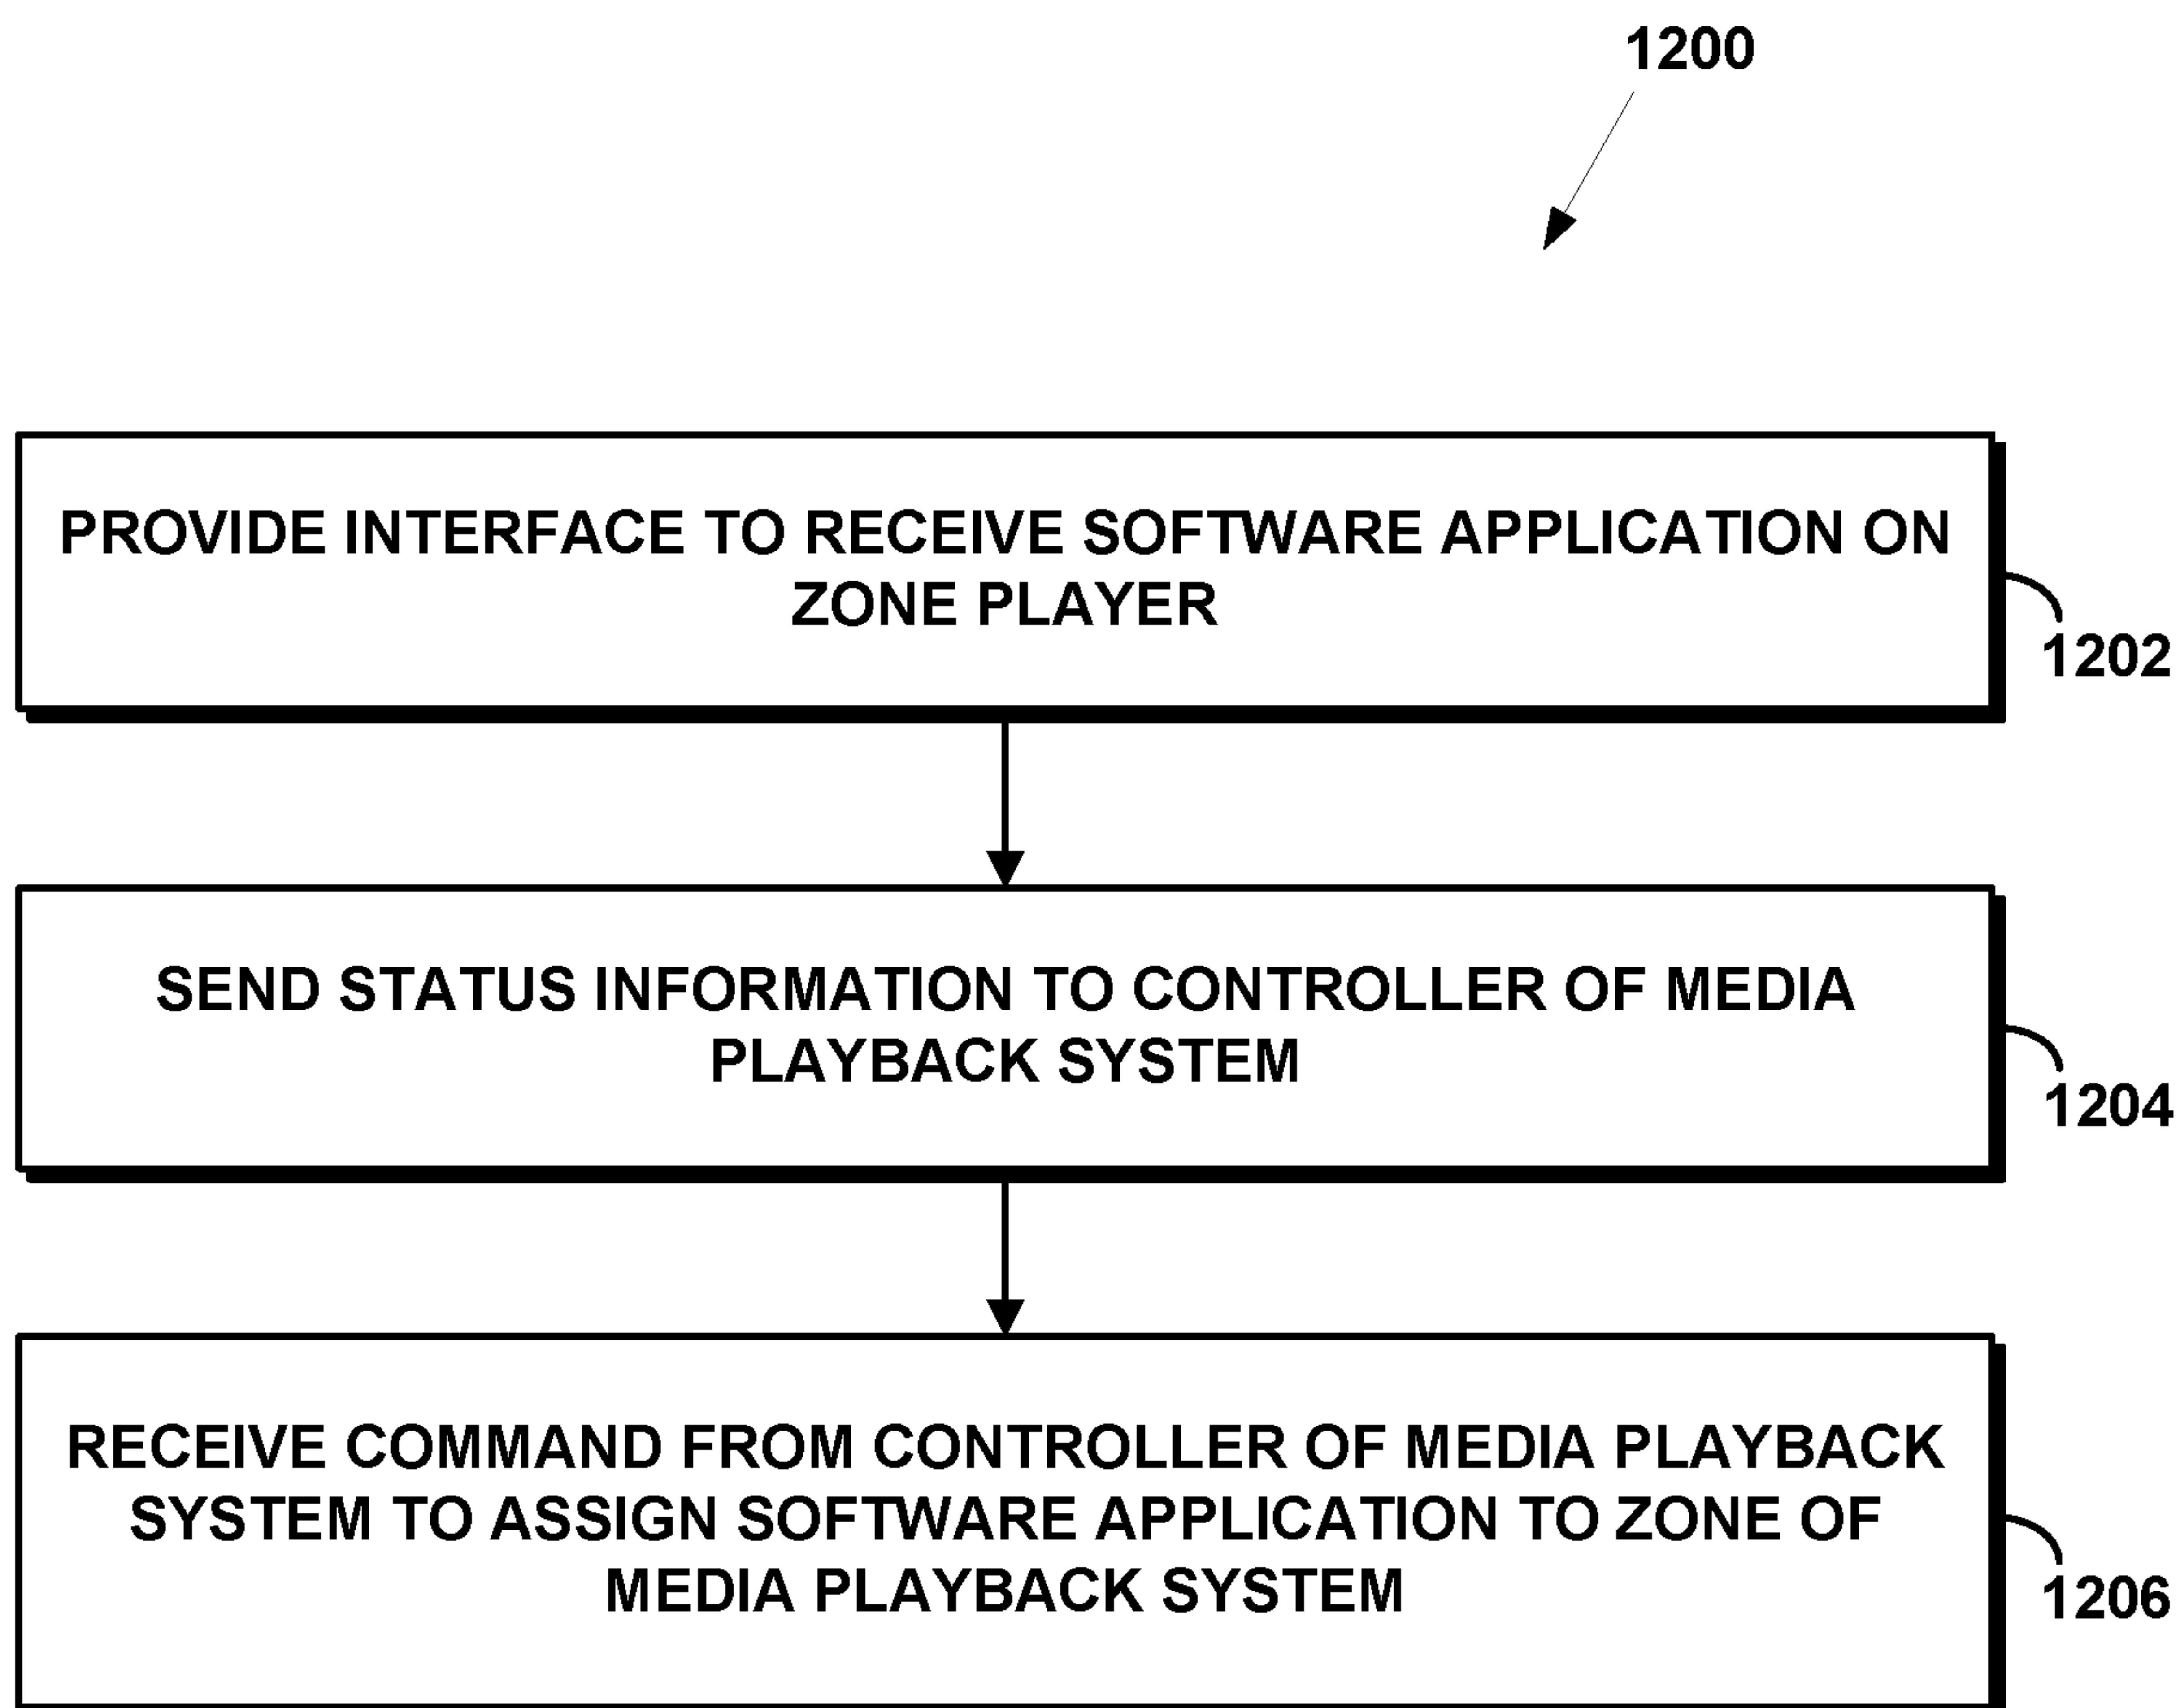 1200
PROVIDE INTERFACE TO RECEIVE SOFTWARE APPLICATION ON
ZONE PLAYER
1202
SEND STATUS INFORMATION TO CONTROLLER OF MEDIA
PLAYBACK SYSTEM
1204
RECEIVE COMMAND FROM CONTROLLER OF MEDIA PLAYBACK
SYSTEM TO ASSIGN SOFTWARE APPLICATION TO ZONE OF
MEDIA PLAYBACK SYSTEM
1206